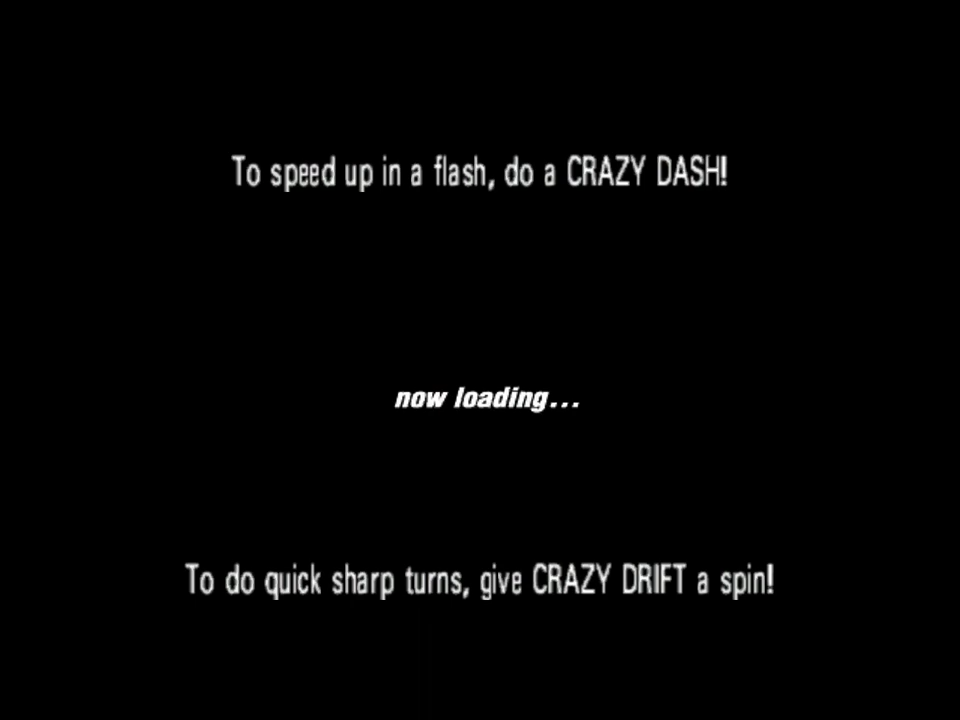 To speed up in a flash, do a CRAZY DASH!
now loading...
To do quick sharp turns, give CRAZY DRIFT a spin!